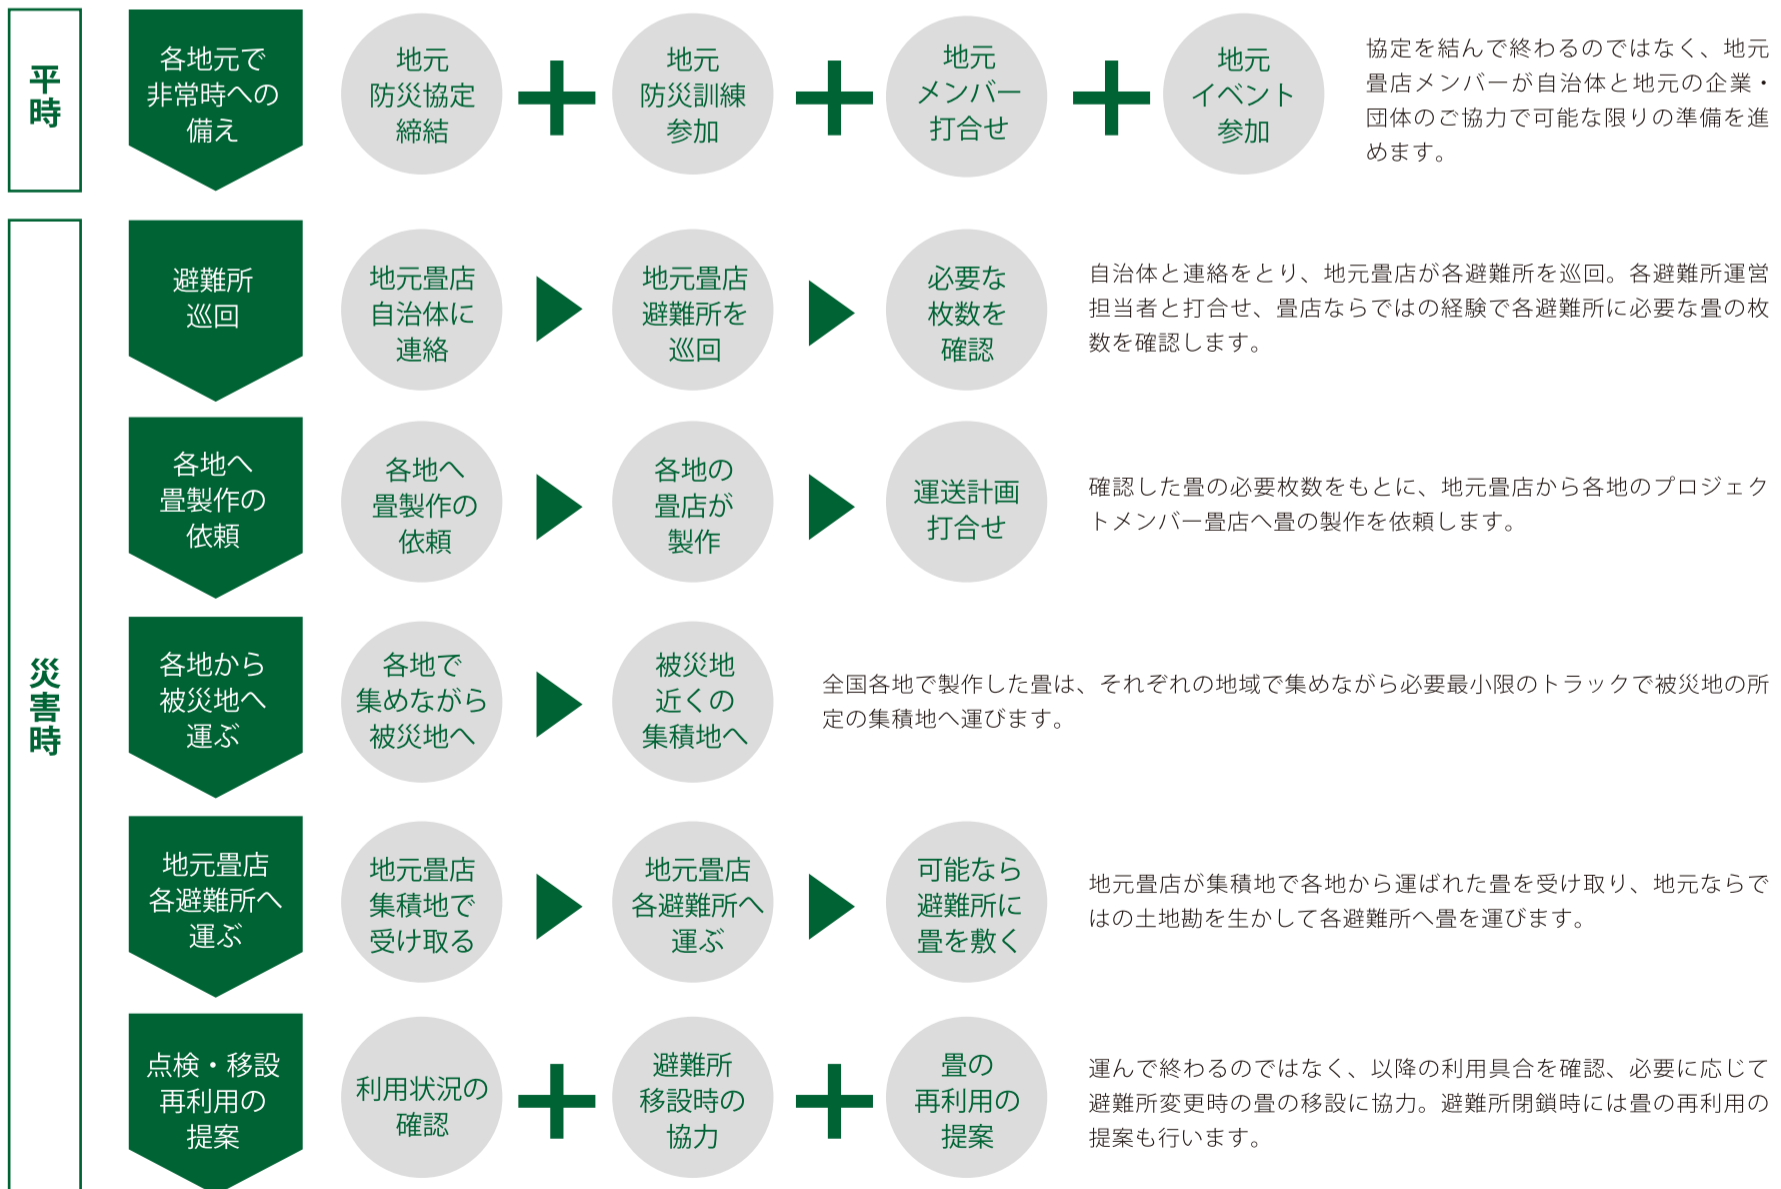 平時
各地元で
非常時への
備え
地元
防災協定
締結
地元
防災訓練
参加
地元
メンバー
打合せ
地元
イベント
参加
協定を結んで終わるのではなく、地元
畳店メンバーが自治体と地元の企業・
団体のご協力で可能な限りの準備を進
めます。
災害時
避難所
巡回
地元畳店
自治体に
連絡
地元畳店
避難所を
巡回
必要な
枚数を
確認
自治体と連絡をとり、地元畳店が各避難所を巡回。各避難所運営
担当者と打合せ、畳店ならではの経験で各避難所に必要な畳の枚
数を確認します。
各地へ
畳製作の
依頼
各地へ
畳製作の
依頼
各地の
畳店が
製作
運送計画
打合せ
確認した畳の必要枚数をもとに、地元畳店から各地のプロジェク
トメンバー畳店へ畳の製作を依頼します。
各地から
被災地へ
運ぶ
各地で
集めながら
被災地へ
被災地
近くの
集積地へ
全国各地で製作した畳は、それぞれの地域で集めながら必要最小限のトラックで被災地の所
定の集積地へ運びます。
地元畳店
各避難所へ
運ぶ
地元畳店
集積地で
受け取る
地元畳店
各避難所へ
運ぶ
可能なら
避難所に
畳を敷く
地元畳店が集積地で各地から運ばれた畳を受け取り、地元ならで
はの土地勘を生かして各避難所へ畳を運びます。
点検・移設
再利用の
提案
利用状況の
確認
避難所
移設時の
協力
畳の
再利用の
提案
運んで終わるのではなく、以降の利用具合を確認、必要に応じて
避難所変更時の畳の移設に協力。避難所閉鎖時には畳の再利用の
提案も行います。